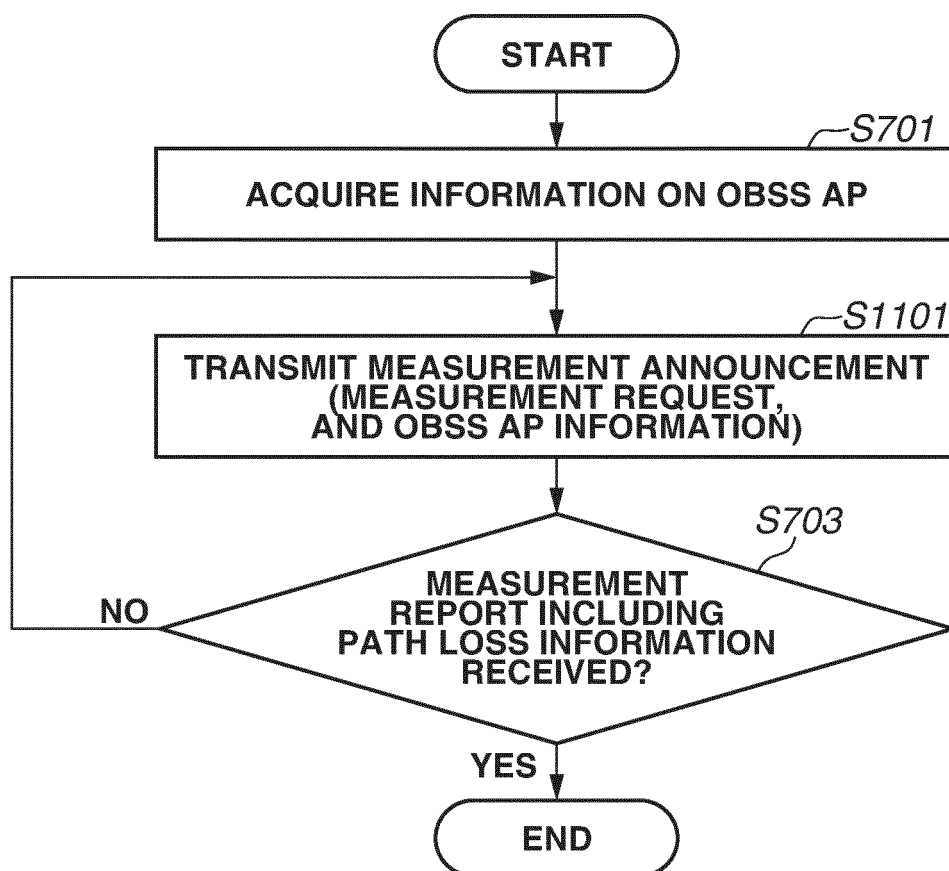 START
S701
ACQUIRE INFORMATION ON OBSS AP
S1101
TRANSMIT MEASUREMENT ANNOUNCEMENT
(MEASUREMENT REQUEST,
AND OBSS AP INFORMATION)
S703
MEASUREMENT
REPORT INCLUDING
PATH LOSS INFORMATION
RECEIVED?
NO
YES
END